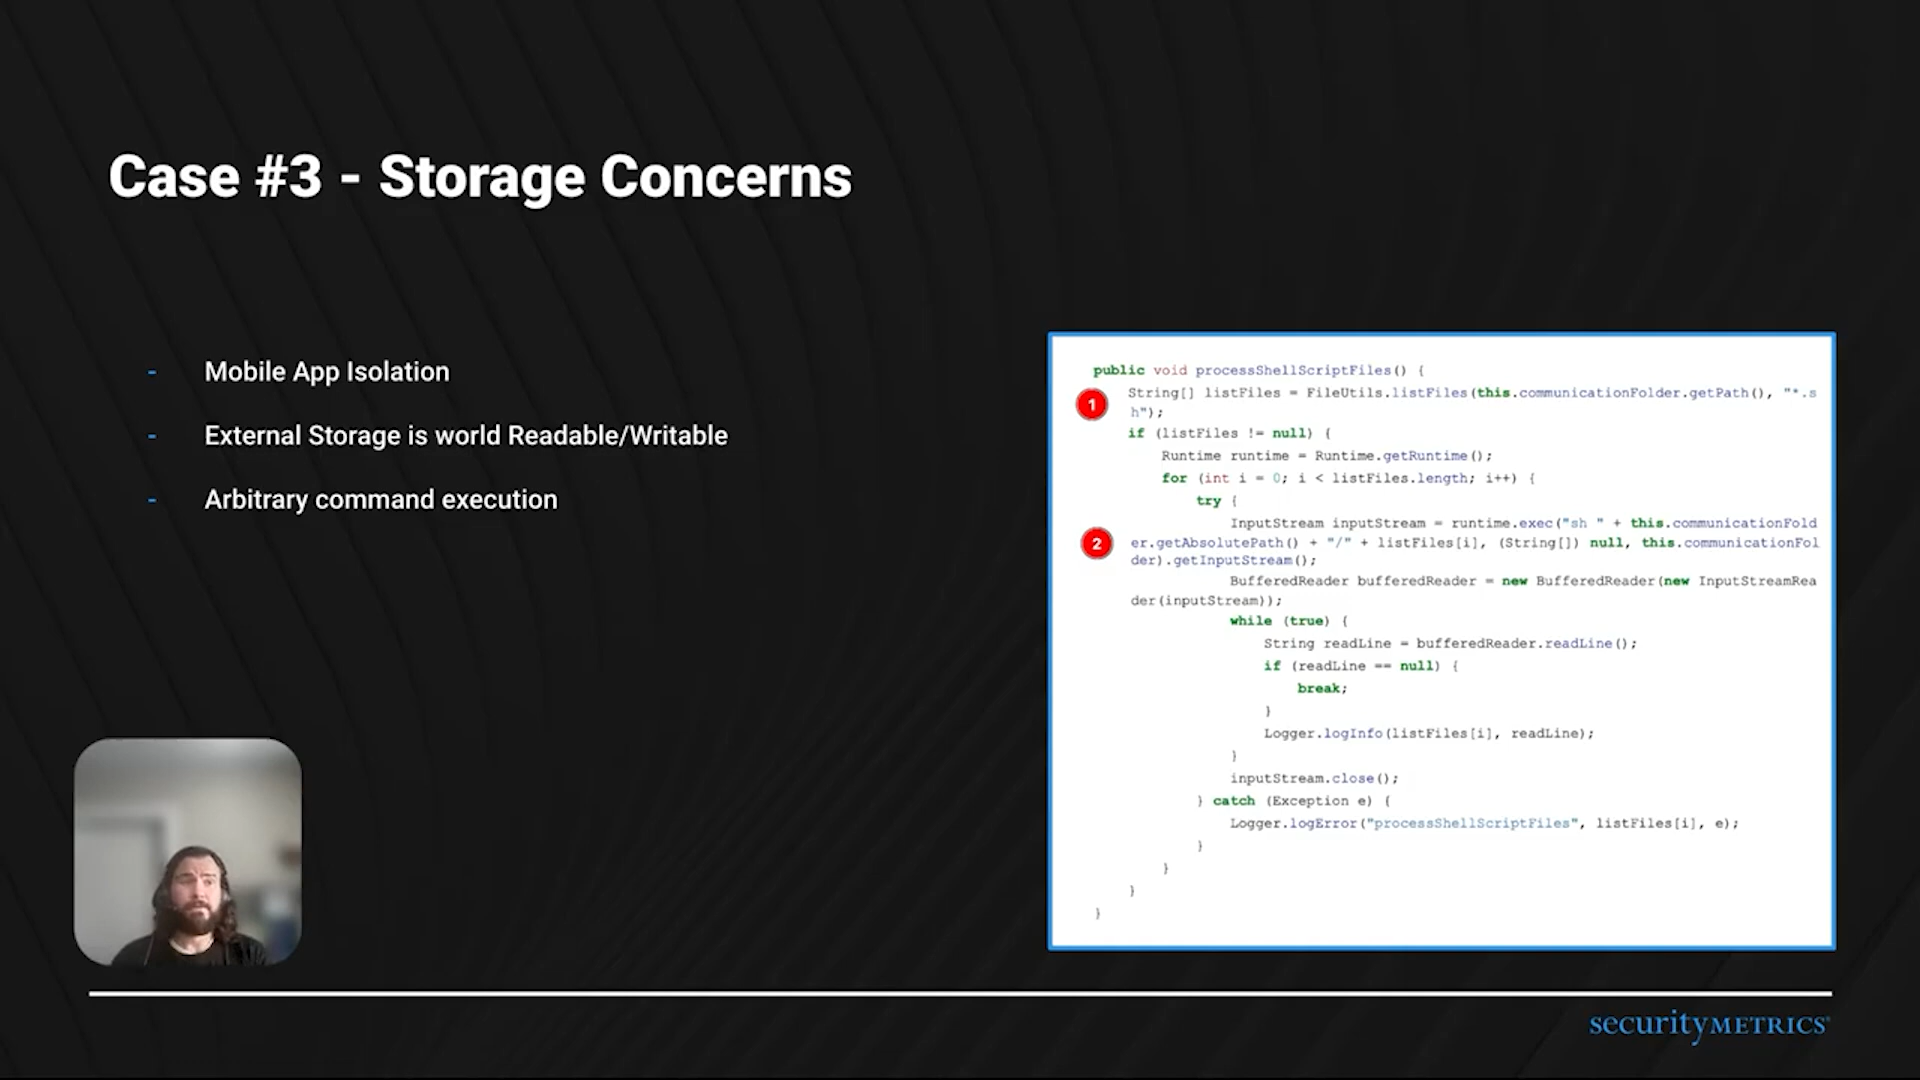 Case #3 - Storage Concerns
- Mobile App Isolation
- External Storage is world Readable/Writable
- Arbitrary command execution
public void processShellScriptFiles() {
1
String[] listFiles = FileUtils.listFiles(this.communicationFolder.getPath(), "*.s
h");
if (listFiles != null) {
Runtime runtime = Runtime.getRuntime();
for (int i = 0; i < listFiles.length; i++) {
try {
InputStream inputStream = runtime.exec("sh " + this.communicationFold
2
er.getAbsolutePath() + "/" + listFiles[i], (String[]) null, this.communicationFol
der).getInputStream();
BufferedReader bufferedReader = new BufferedReader(new InputStreamRea
der(inputStream));
while (true) {
String readLine = bufferedReader.readLine();
if (readLine == null) {
break;
}
Logger.logInfo(listFiles[i], readLine);
}
inputStream.close();
} catch (Exception e) {
Logger.logError("processShellScriptFiles", listFiles[i], e);
}
}
}
}
securityMETRICS®